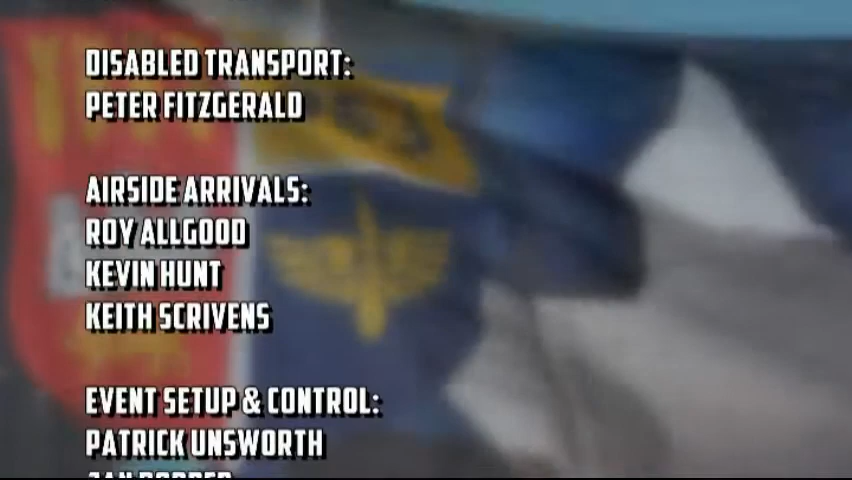 DISABLED TRANSPORT:
PETER FITZGERALD
AIRSIDE ARRIVALS:
ROY ALLGOOD
KEVIN HUNT
KEITH SCRIVENS
EVENT SETUP & CONTROL:
PATRICK UNSWORTH